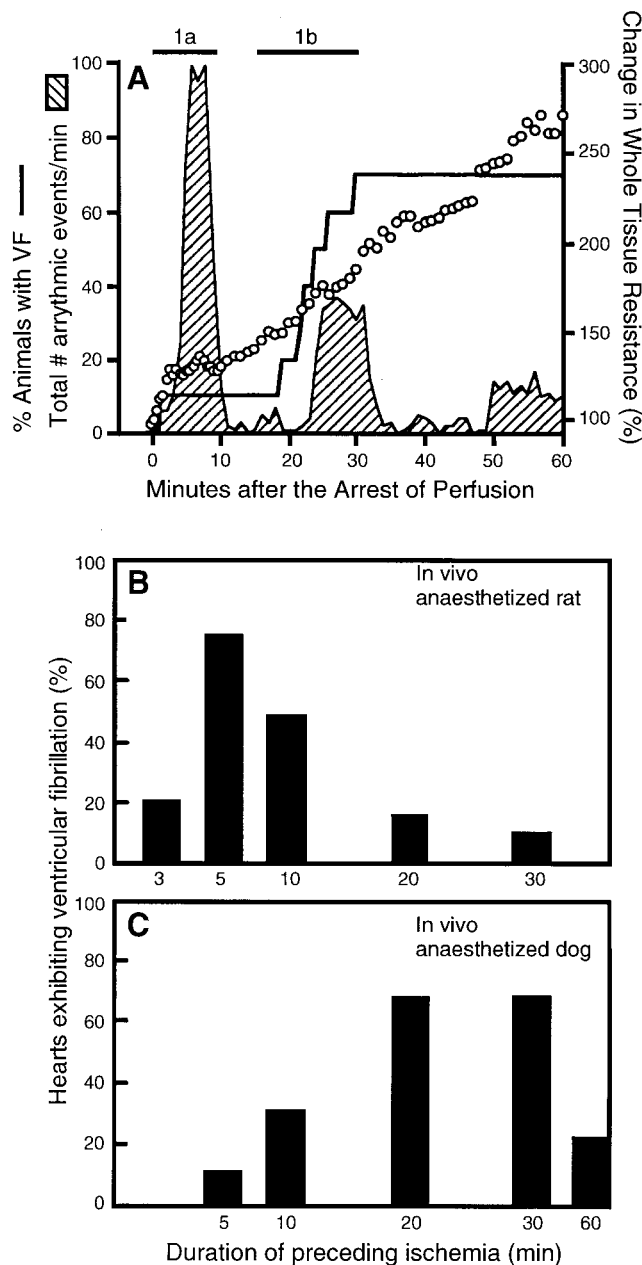 1a 1b
A
% Animals with VF
Total # arrythmic events/min
100
80
60
40
20
0
300
250
200
150
100
Change in Whole Tissue
Resistance (%)
0 10 20 30 40 50 60
Minutes after the Arrest of Perfusion
Hearts exhibiting ventricular fibrillation (%)
B
In vivo
anaesthetized rat
100
80
60
40
20
0
3 5 10 20 30
C
In vivo
anaesthetized dog
100
80
60
40
20
0
5 10 20 30 60
Duration of preceding ischemia (min)